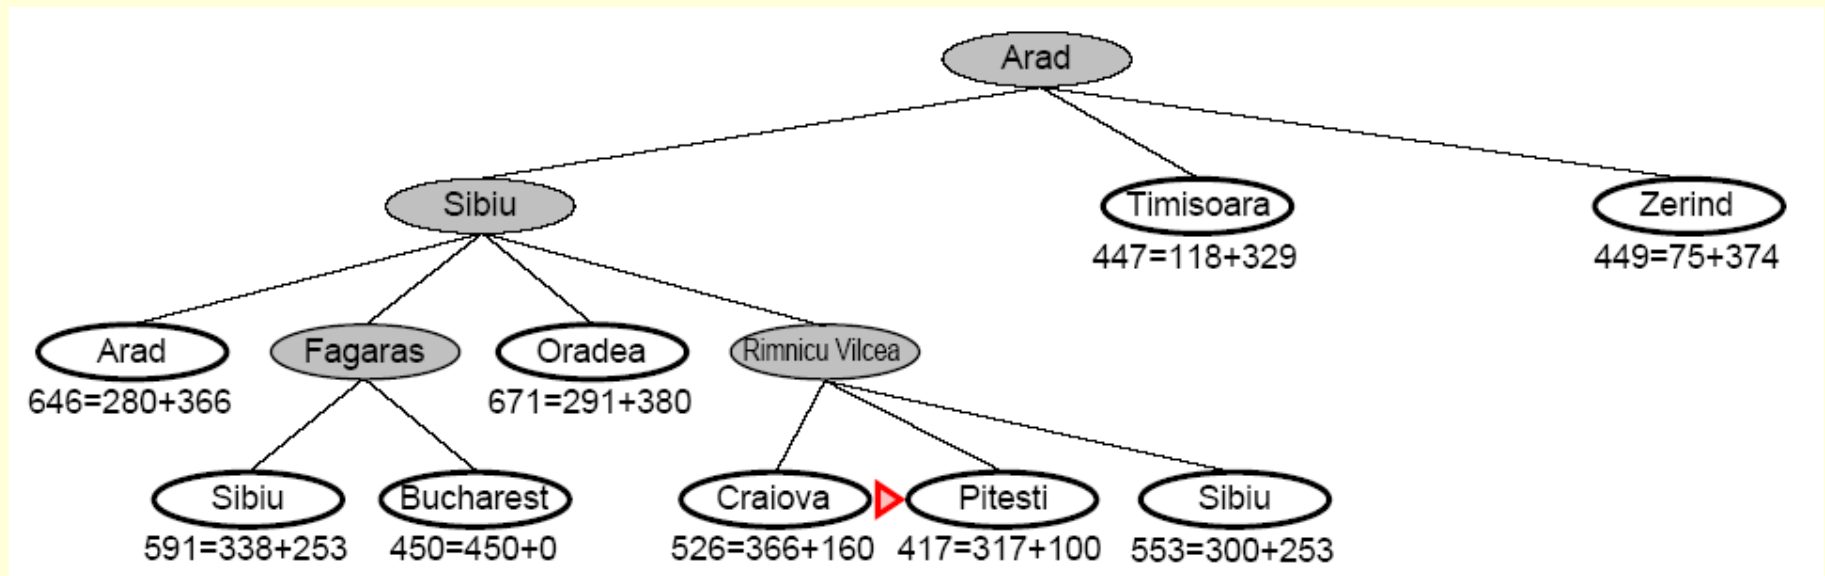 Arad
Sibiu
Timisoara
Zerind
447=118+329
449=75+374
Arad
Fagaras
Oradea
Rimnicu Vilcea
646=280+366
671=291+380
Sibiu
Bucharest
Craiova
Pitesti
Sibiu
591=338+253
450=450+0
526=366+160
417=317+100
553=300+253